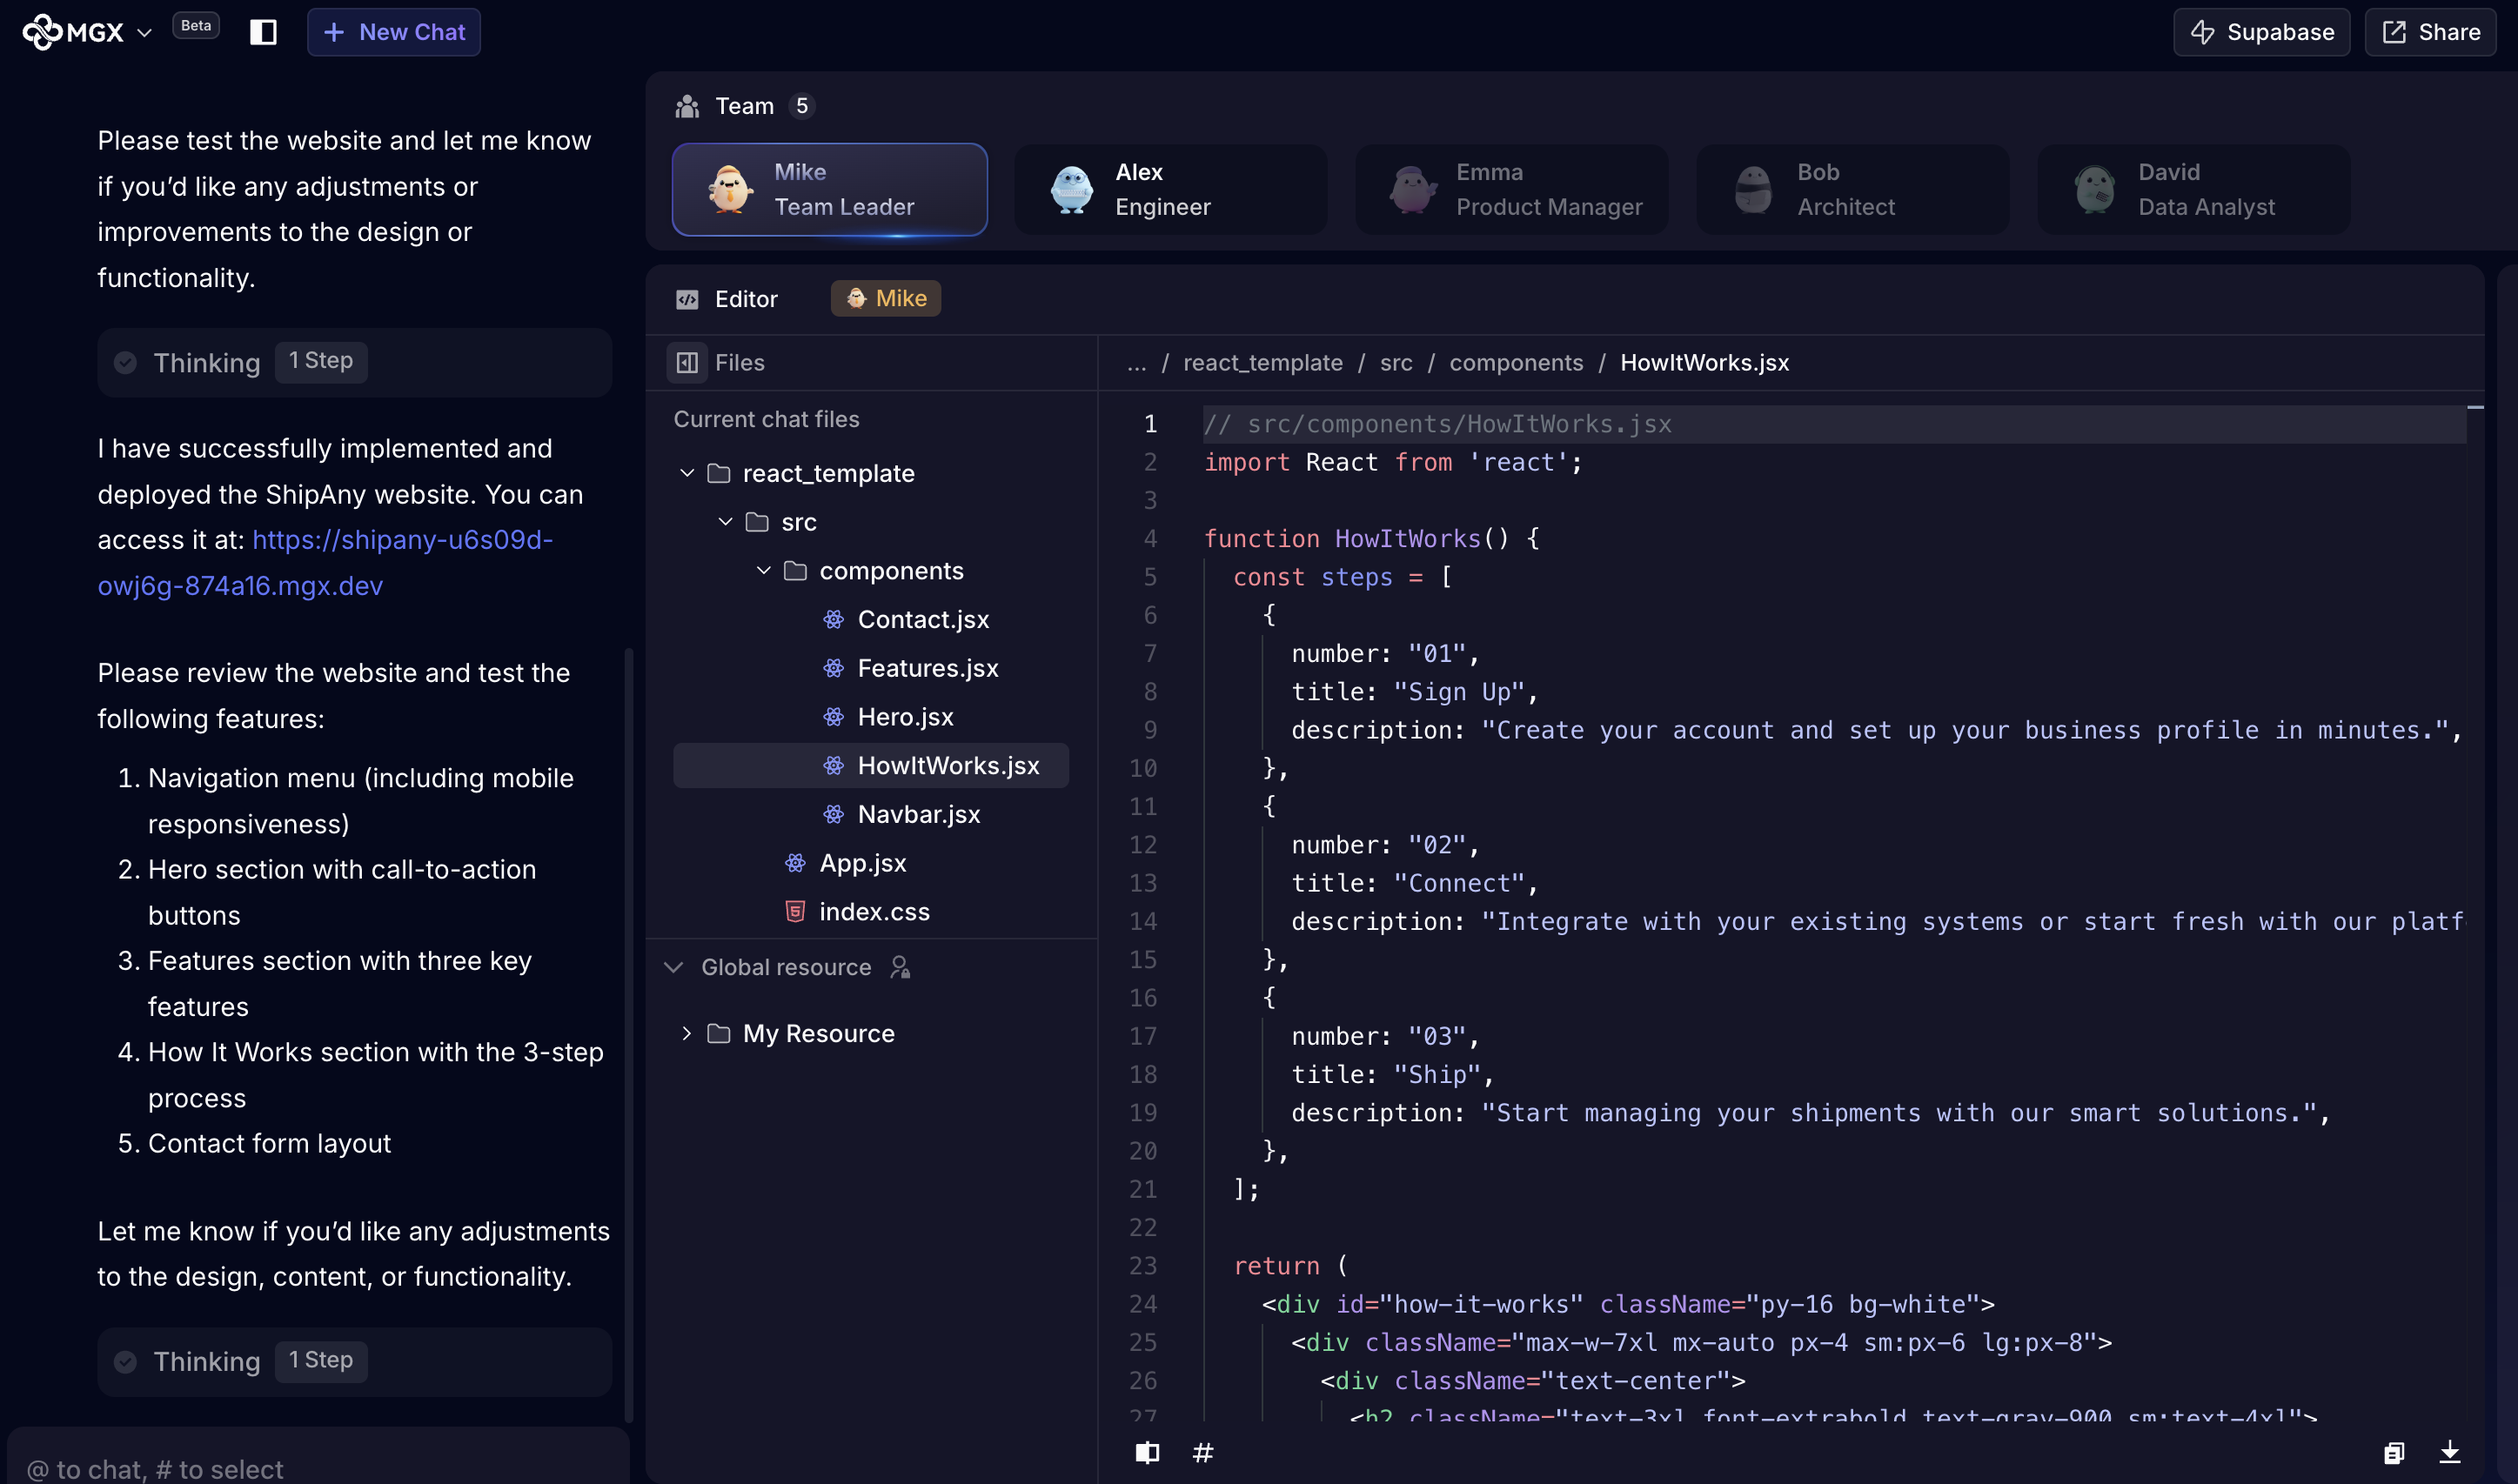 MGX
Beta
New Chat
Supabase
Share
Please test the website and let me know
if you’d like any adjustments or
improvements to the design or
functionality.
Thinking 1 Step
I have successfully implemented and
deployed the ShipAny website. You can
access it at: https://shipany-u6s09d-
owj6g-874a16.mgx.dev
Please review the website and test the
following features:
1. Navigation menu (including mobile
responsiveness)
2. Hero section with call-to-action
buttons
3. Features section with three key
features
4. How It Works section with the 3-step
process
5. Contact form layout
Let me know if you’d like any adjustments
to the design, content, or functionality.
Thinking 1 Step
@ to chat, # to select
Team 5
Mike
Team Leader
Alex
Engineer
Emma
Product Manager
Bob
Architect
David
Data Analyst
Editor
Mike
Files
Current chat files
react_template
src
components
Contact.jsx
Features.jsx
Hero.jsx
HowItWorks.jsx
Navbar.jsx
App.jsx
index.css
Global resource
My Resource
... / react_template / src / components / HowItWorks.jsx
1 // src/components/HowItWorks.jsx
2 import React from 'react';
3
4 function HowItWorks() {
5 const steps = [
6 {
7 number: "01",
8 title: "Sign Up",
9 description: "Create your account and set up your business profile in minutes.",
10 },
11 {
12 number: "02",
13 title: "Connect",
14 description: "Integrate with your existing systems or start fresh with our platf
15 },
16 {
17 number: "03",
18 title: "Ship",
19 description: "Start managing your shipments with our smart solutions.",
20 },
21 ];
22
23 return (
24 <div id="how-it-works" className="py-16 bg-white">
25 <div className="max-w-7xl mx-auto px-4 sm:px-6 lg:px-8">
26 <div className="text-center">
27 <h2 className="text-3xl font-extrabold text-gray-900 sm:text-4xl">
#